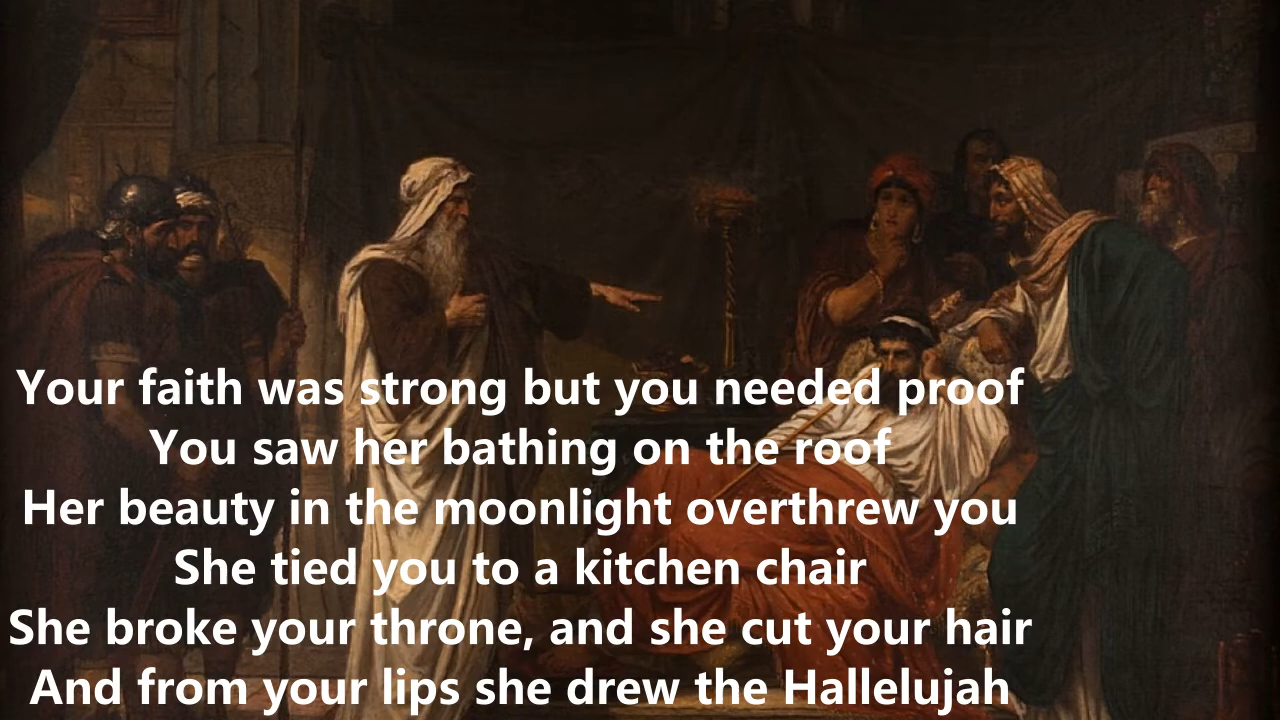 Your faith was strong but you needed proof
You saw her bathing on the roof
Her beauty in the moonlight overthrew you
She tied you to a kitchen chair
She broke your throne, and she cut your hair
And from your lips she drew the Hallelujah